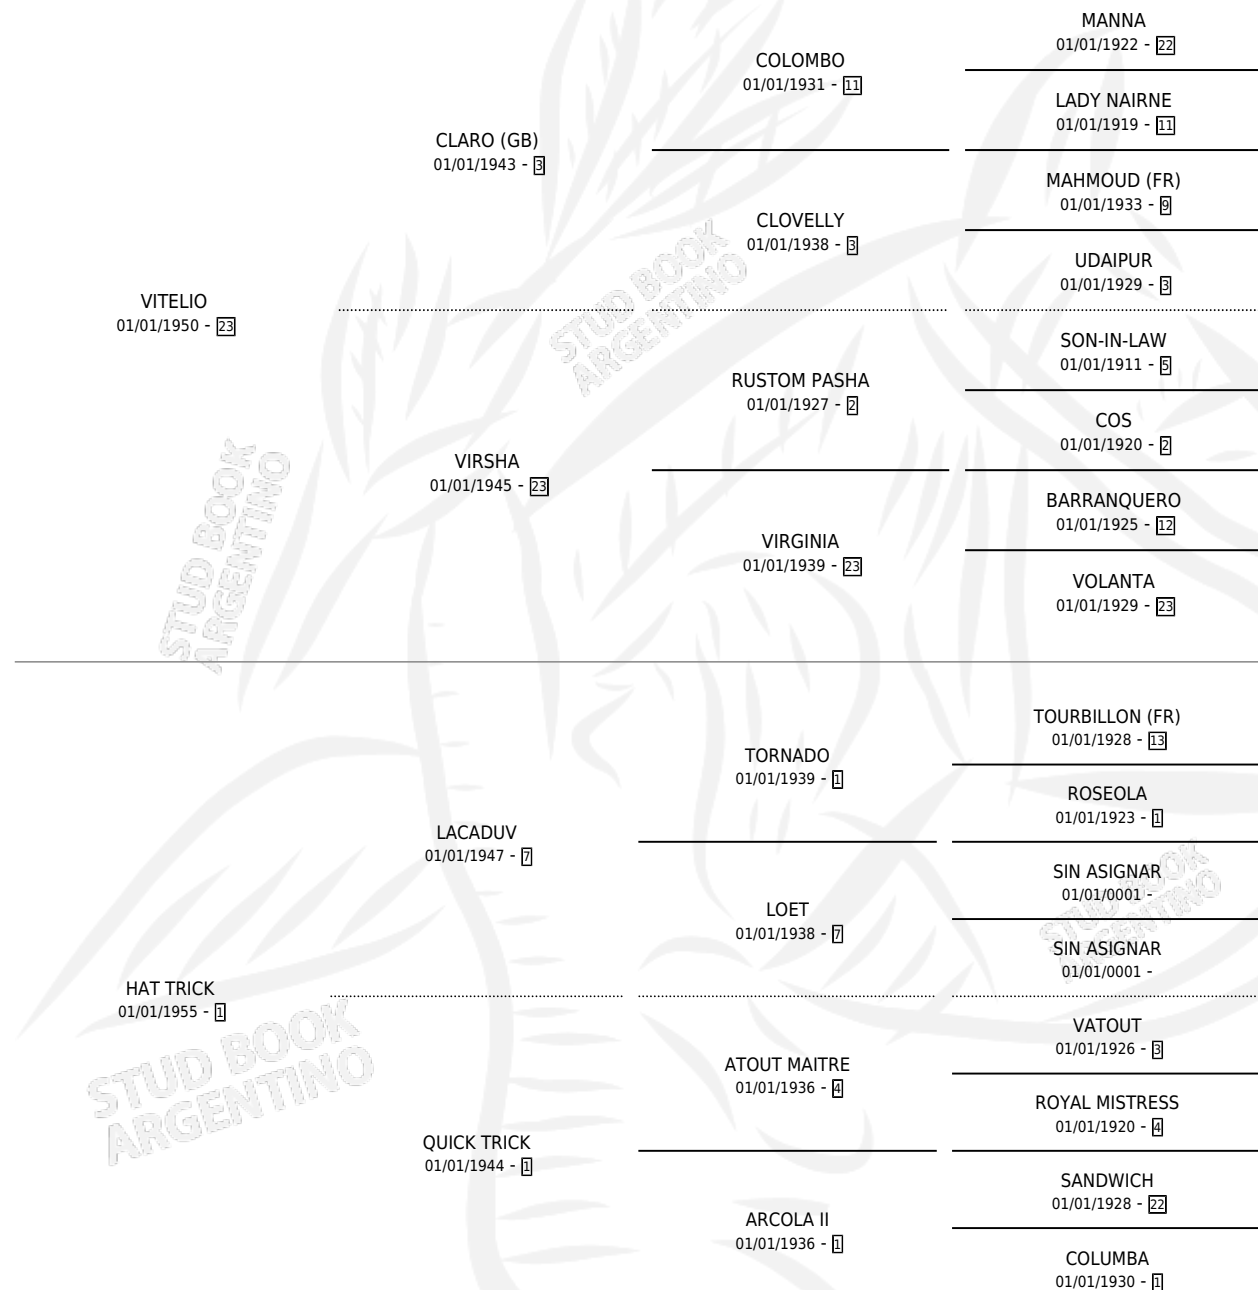 MANNA
01/01/1922 - 22
COLOMBO
01/01/1931 - 11
LADY NAIRNE
01/01/1919 - 11
CLARO (GB)
01/01/1943 - 3
MAHMOUD (FR)
01/01/1933 - 9
CLOVELLY
01/01/1938 - 3
UDAIPUR
01/01/1929 - 3
VITELIO
01/01/1950 - 23
STUD BOOK
ARGENTINO
SON-IN-LAW
01/01/1911 - 5
RUSTOM PASHA
01/01/1927 - 2
COS
01/01/1920 - 2
VIRSHA
01/01/1945 - 23
BARRANQUERO
01/01/1925 - 12
VIRGINIA
01/01/1939 - 23
VOLANTA
01/01/1929 - 23
STUD BOOK
ARGENTINO
TOURBILLON (FR)
01/01/1928 - 13
TORNADO
01/01/1939 - 1
ROSEOLA
01/01/1923 - 1
LACADUV
01/01/1947 - 7
SIN ASIGNAR
01/01/0001 -
LOET
01/01/1938 - 7
SIN ASIGNAR
01/01/0001 -
STUD BOOK
ARGENTINO
HAT TRICK
01/01/1955 - 1
VATOUT
01/01/1926 - 3
ATOUT MAITRE
01/01/1936 - 4
ROYAL MISTRESS
01/01/1920 - 4
STUD BOOK
ARGENTINO
QUICK TRICK
01/01/1944 - 1
SANDWICH
01/01/1928 - 22
ARCOLA II
01/01/1936 - 1
COLUMBA
01/01/1930 - 1